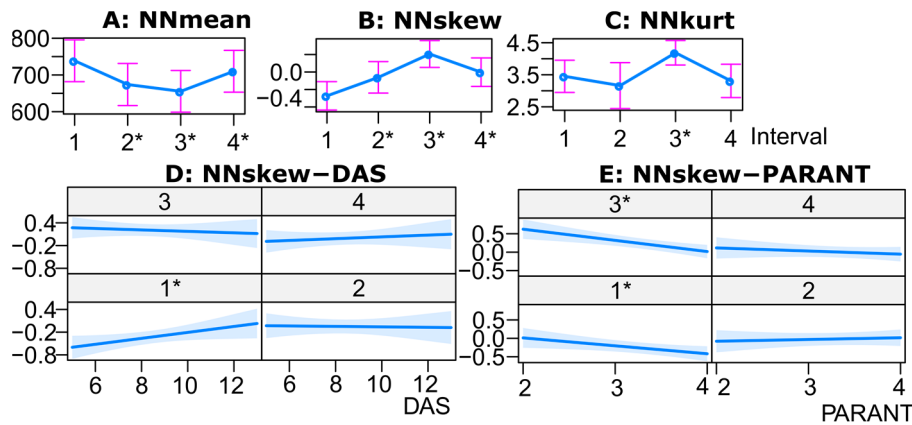 A: NNmean
B: NNskew
C: NNkurt
800
700
600
0.0
−0.4
4.5
3.5
2.5
1 2* 3* 4*
1 2* 3* 4*
1 2 3* 4 Interval
D: NNskew−DAS
E: NNskew−PARANT
3 4
3* 4
0.4
−0.2
−0.8
0.5
−0.5
1* 2
1* 2
0.4
−0.2
−0.8
0.5
−0.5
6 8 10 12 6 8 10 12
2 3 4 2 3 4
DAS
PARANT